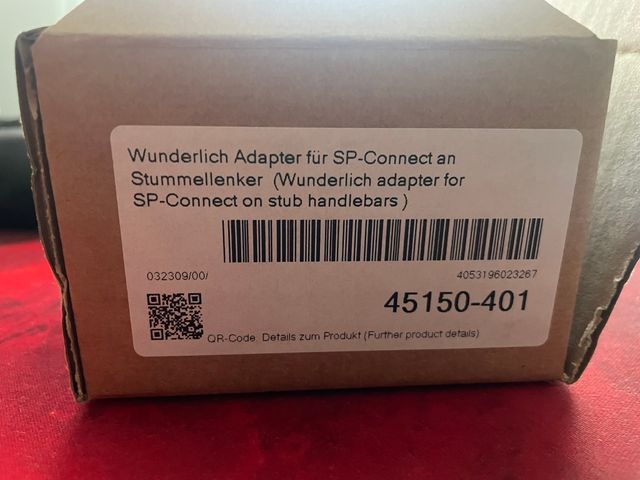 Wunderlich Adapter für SP-Connect an
Stummellenker (Wunderlich adapter for
SP-Connect on stub handlebars )
032309/00/
4053196023267
45150-401
QR-Code: Details zum Produkt (Further product details)